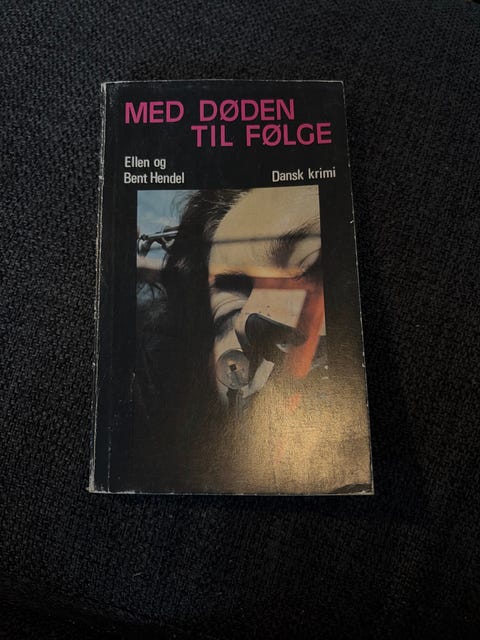 MED DØDEN
TIL FØLGE
Ellen og
Bent Hendel
Dansk krimi